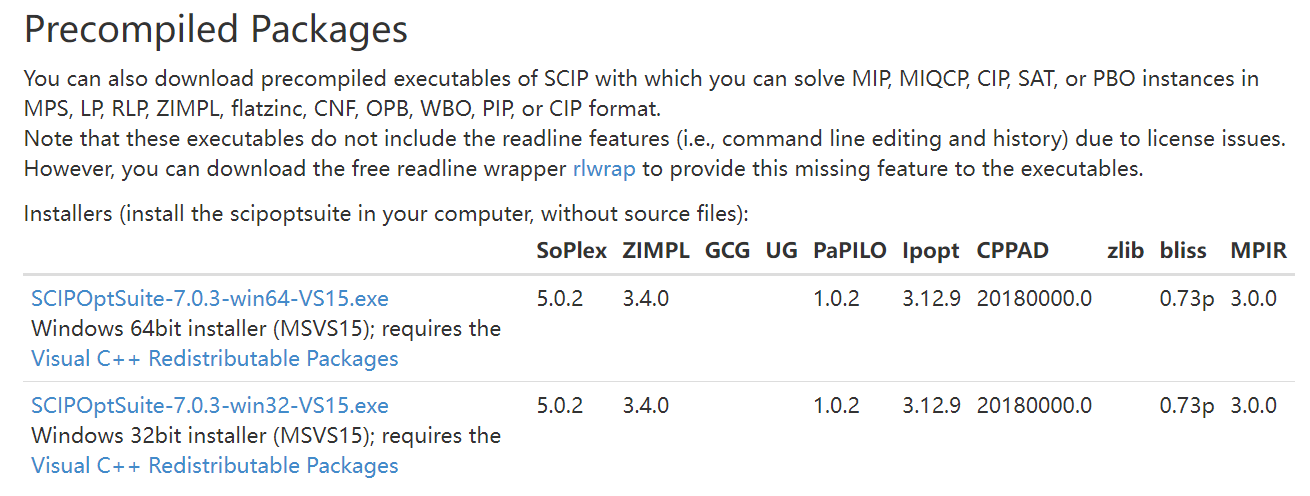 Precompiled Packages
You can also download precompiled executables of SCIP with which you can solve MIP, MIQCP, CIP, SAT, or PBO instances in
MPS, LP, RLP, ZIMPL, flatzinc, CNF, OPB, WBO, PIP, or CIP format.
Note that these executables do not include the readline features (i.e., command line editing and history) due to license issues.
However, you can download the free readline wrapper rlwrap to provide this missing feature to the executables.
Installers (install the scipoptsuite in your computer, without source files):
SoPlex ZIMPL GCG UG PaPILO Ipopt CPPAD zlib bliss MPIR
SCIPOptSuite-7.0.3-win64-VS15.exe 5.0.2 3.4.0 1.0.2 3.12.9 20180000.0 0.73p 3.0.0
Windows 64bit installer (MSVS15); requires the
Visual C++ Redistributable Packages
SCIPOptSuite-7.0.3-win32-VS15.exe 5.0.2 3.4.0 1.0.2 3.12.9 20180000.0 0.73p 3.0.0
Windows 32bit installer (MSVS15); requires the
Visual C++ Redistributable Packages